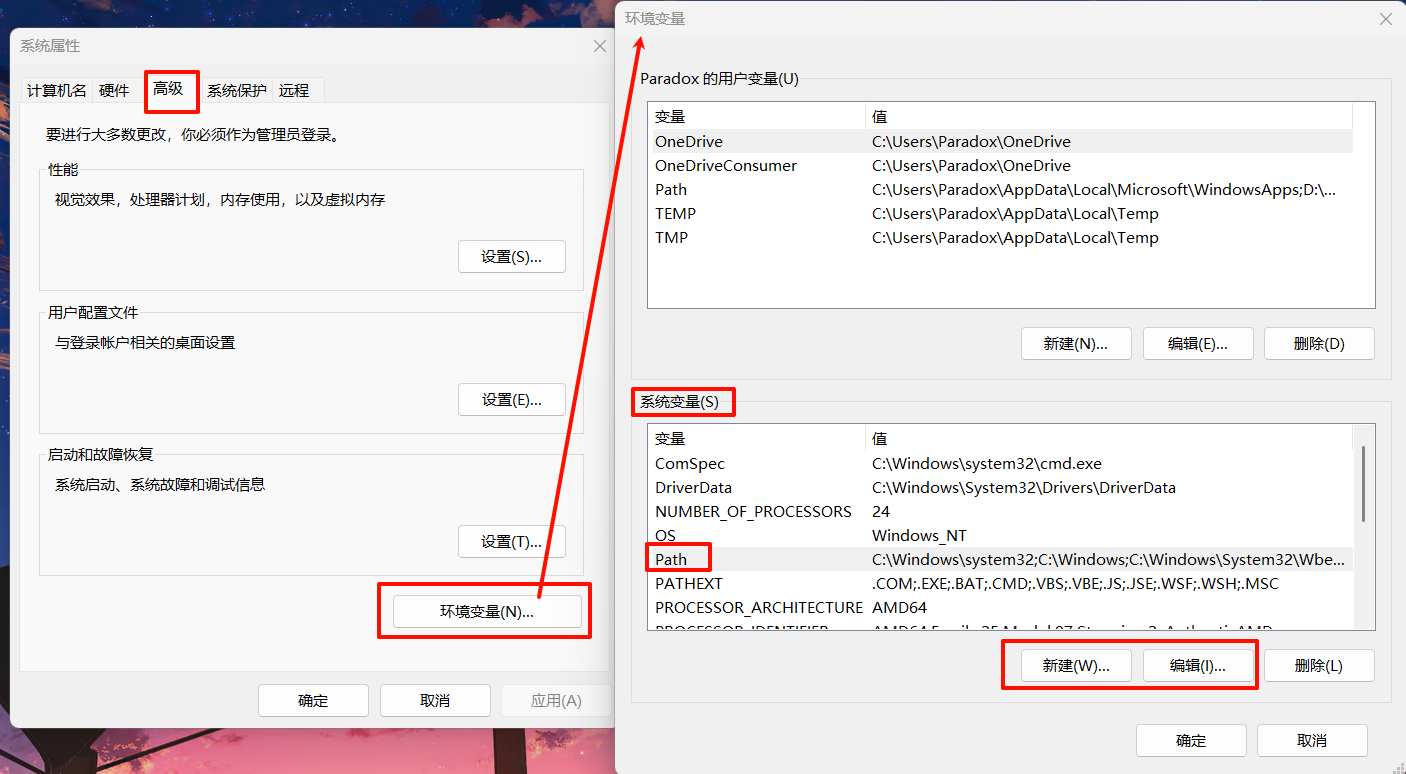 系统属性
计算机名 硬件 高级 系统保护 远程
要进行大多数更改，你必须作为管理员登录。
性能
视觉效果，处理器计划，内存使用，以及虚拟内存
设置(S)...
用户配置文件
与登录帐户相关的桌面设置
设置(E)...
启动和故障恢复
系统启动、系统故障和调试信息
设置(T)...
环境变量(N)...
确定 取消 应用(A)
环境变量
Paradox 的用户变量(U)
变量 值
OneDrive C:\Users\Paradox\OneDrive
OneDriveConsumer C:\Users\Paradox\OneDrive
Path C:\Users\Paradox\AppData\Local\Microsoft\WindowsApps;D:\...
TEMP C:\Users\Paradox\AppData\Local\Temp
TMP C:\Users\Paradox\AppData\Local\Temp
新建(N)... 编辑(E)... 删除(D)
系统变量(S)
变量 值
ComSpec C:\Windows\system32\cmd.exe
DriverData C:\Windows\System32\Drivers\DriverData
NUMBER_OF_PROCESSORS 24
OS Windows_NT
Path C:\Windows\system32;C:\Windows;C:\Windows\System32\Wbe...
PATHEXT .COM;.EXE;.BAT;.CMD;.VBS;.VBE;.JS;.JSE;.WSF;.WSH;.MSC
PROCESSOR_ARCHITECTURE AMD64
新建(W)... 编辑(I)... 删除(L)
确定 取消